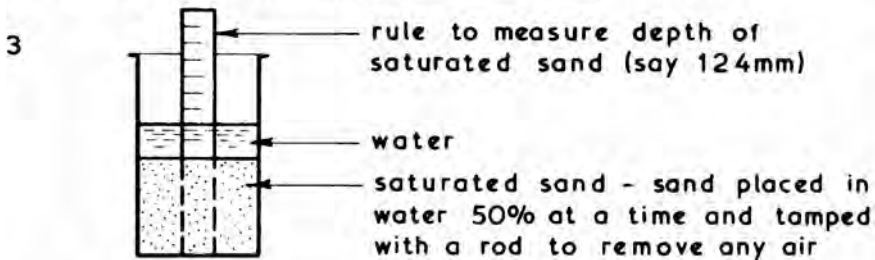 3
rule to measure depth of
saturated sand (say 124mm)
water
saturated sand - sand placed in
water 50% at a time and tamped
with a rod to remove any air